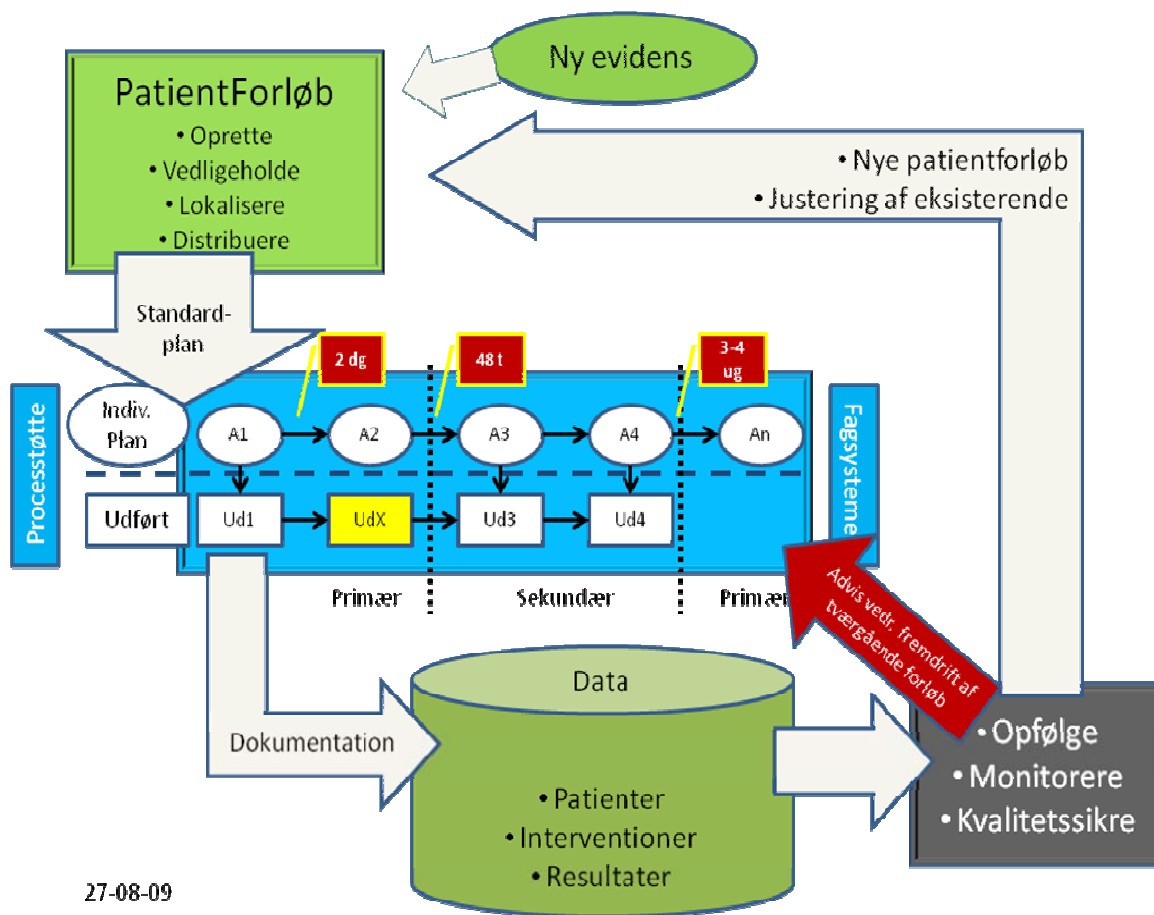 Ny evidens
PatientForløb
• Oprette
• Vedligeholde
• Lokalisere
• Distribuere
• Nye patientforløb
• Justering af eksisterende
Standard-
plan
2 dg
48 t
3-4
ug
Processtøtte
Indiv.
Plan
A1
A2
A3
A4
An
Fagsysteme
Udført
Ud1
UdX
Ud3
Ud4
Primær
Sekundær
Primær
Advis vedr. fremdrift af
tværgående forløb
Data
Dokumentation
• Patienter
• Interventioner
• Resultater
• Opfølge
• Monitorere
• Kvalitetssikre
27-08-09